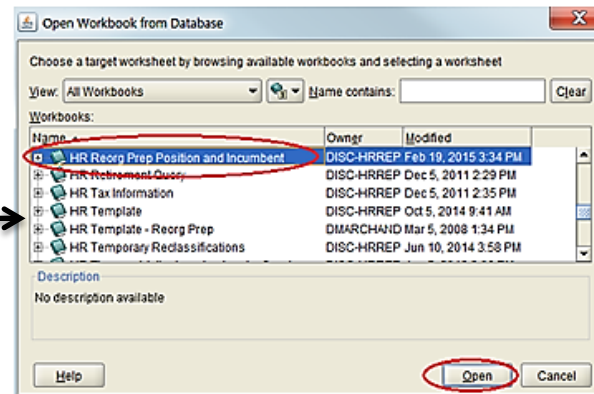 Open Workbook from Database
Choose a target worksheet by browsing available workbooks and selecting a worksheet
View: All Workbooks Name contains: Clear
Workbooks:
Name Owner Modified
HR Reorg Prep Position and Incumbent DISC-HRREP Feb 19, 2015 3:34 PM
HR Retirement Query DISC-HRREP Dec 5, 2011 2:29 PM
HR Tax Information DISC-HRREP Dec 5, 2011 2:35 PM
HR Template DISC-HRREP Oct 5, 2014 9:41 AM
HR Template - Reorg Prep DMARCHAND Mar 5, 2008 1:34 PM
HR Temporary Reclassifications DISC-HRREP Jun 10, 2014 3:58 PM
Description
No description available
Help Open Cancel